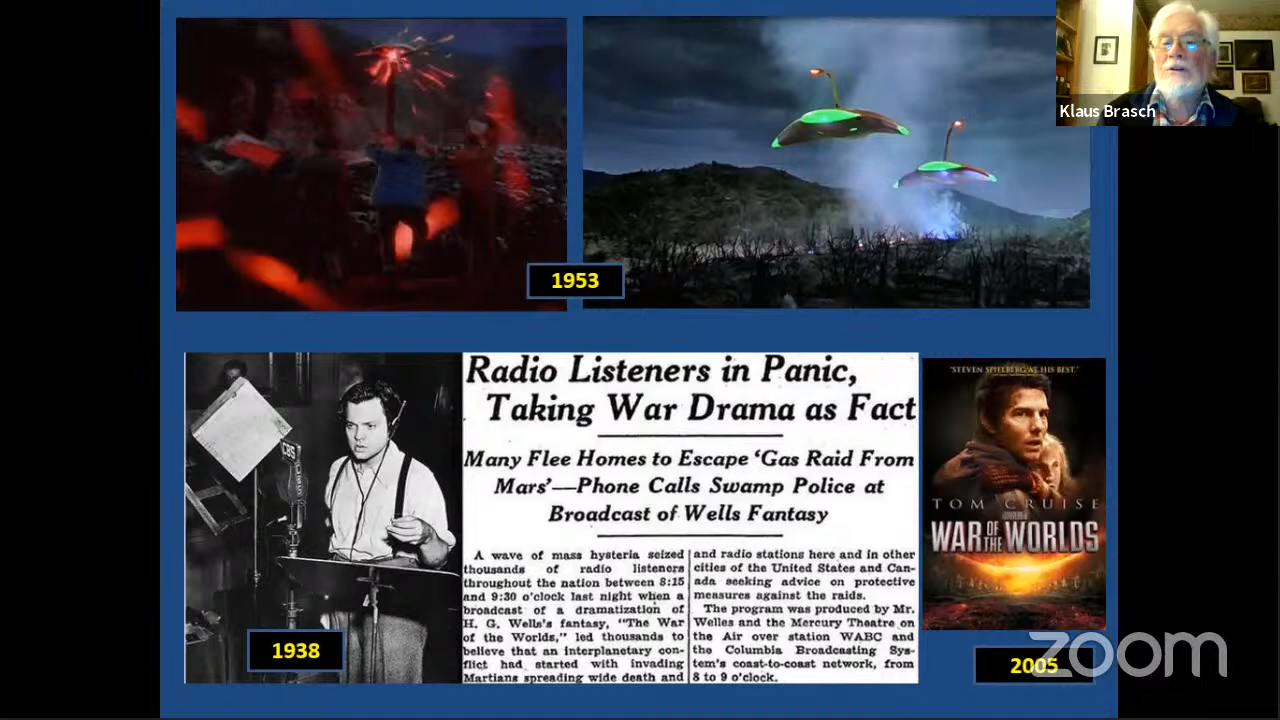 Klaus Brasch
1953
CBS
1938
Radio Listeners in Panic,
Taking War Drama as Fact
Many Flee Homes to Escape 'Gas Raid From
Mars'—Phone Calls Swamp Police at
Broadcast of Wells Fantasy
A wave of mass hysteria seized
thousands of radio listeners
throughout the nation between 8:15
and 9:30 o'clock last night when a
broadcast of a dramatization of
H. G. Wells's fantasy, "The War
of the Worlds," led thousands to
believe that an interplanetary con-
flict had started with invading
Martians spreading wide death and
and radio stations here and in other
cities of the United States and Can-
ada seeking advice on protective
measures against the raids.
The program was produced by Mr.
Welles and the Mercury Theatre on
the Air over station WABC and
the Columbia Broadcasting Sys-
tem's coast-to-coast network, from
8 to 9 o'clock.
"STEVEN SPIELBERG AT HIS BEST."
TOM CRUISE
WAR OF THE WORLDS
2005
zoom